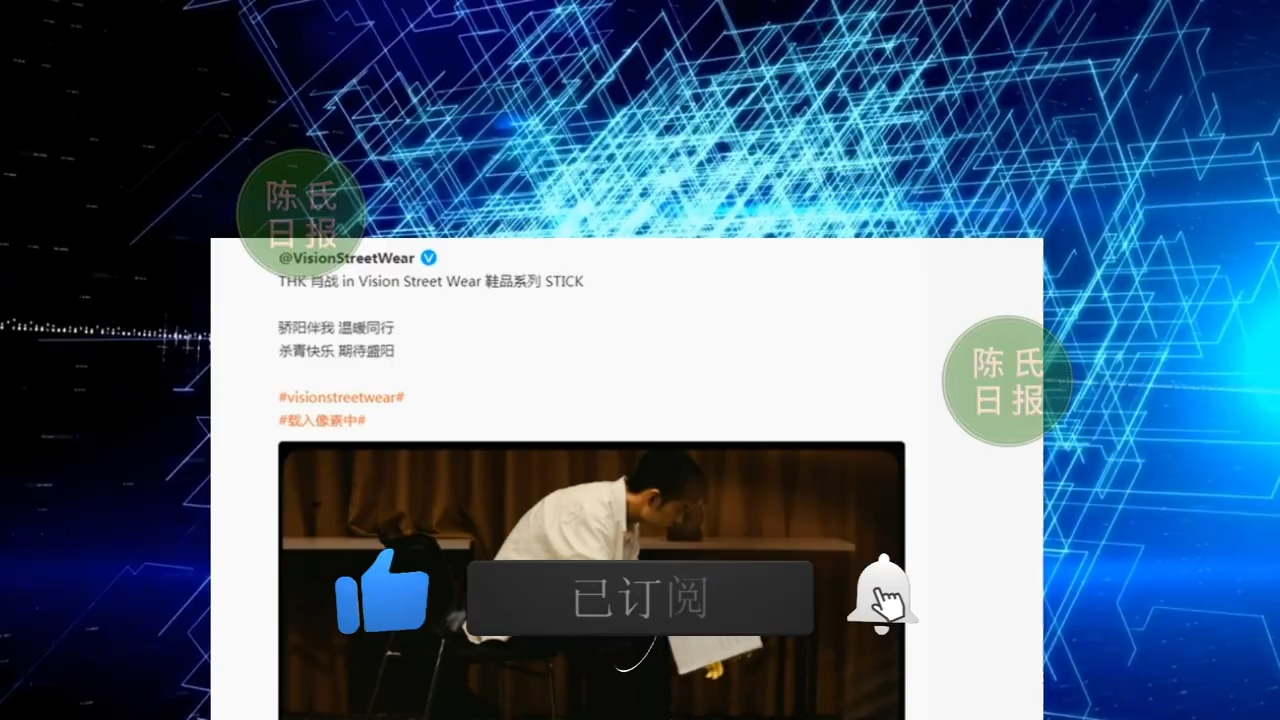 陈氏
日报
@VisionStreetWear
THK 肖战 in Vision Street Wear 鞋品系列 STICK
骄阳伴我 温暖同行
杀青快乐 期待盛阳
#visionstreetwear#
#载入像素中#
陈氏
日报
已订阅